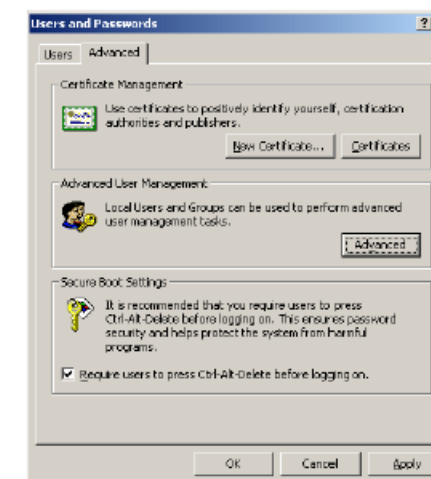 Users and Passwords
?
Users
Advanced
Certificate Management
Use certificates to positively identify yourself, certification
authorities and publishers.
New Certificate...
Certificates
Advanced User Management
Local Users and Groups can be used to perform advanced
user management tasks.
Advanced
Secure Boot Settings
It is recommended that you require users to press
Ctrl-Alt-Delete before logging on. This ensures password
security and helps protect the system from harmful
programs.
Require users to press Ctrl-Alt-Delete before logging on.
OK
Cancel
Apply